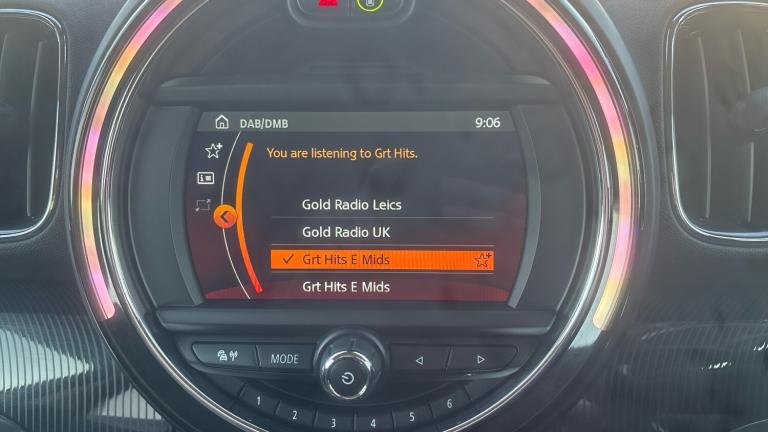 DAB/DMB 9:06
You are listening to Grt Hits.
Gold Radio Leics
Gold Radio UK
Grt Hits E Mids
Grt Hits E Mids
MODE
1 2 3 4 5 6